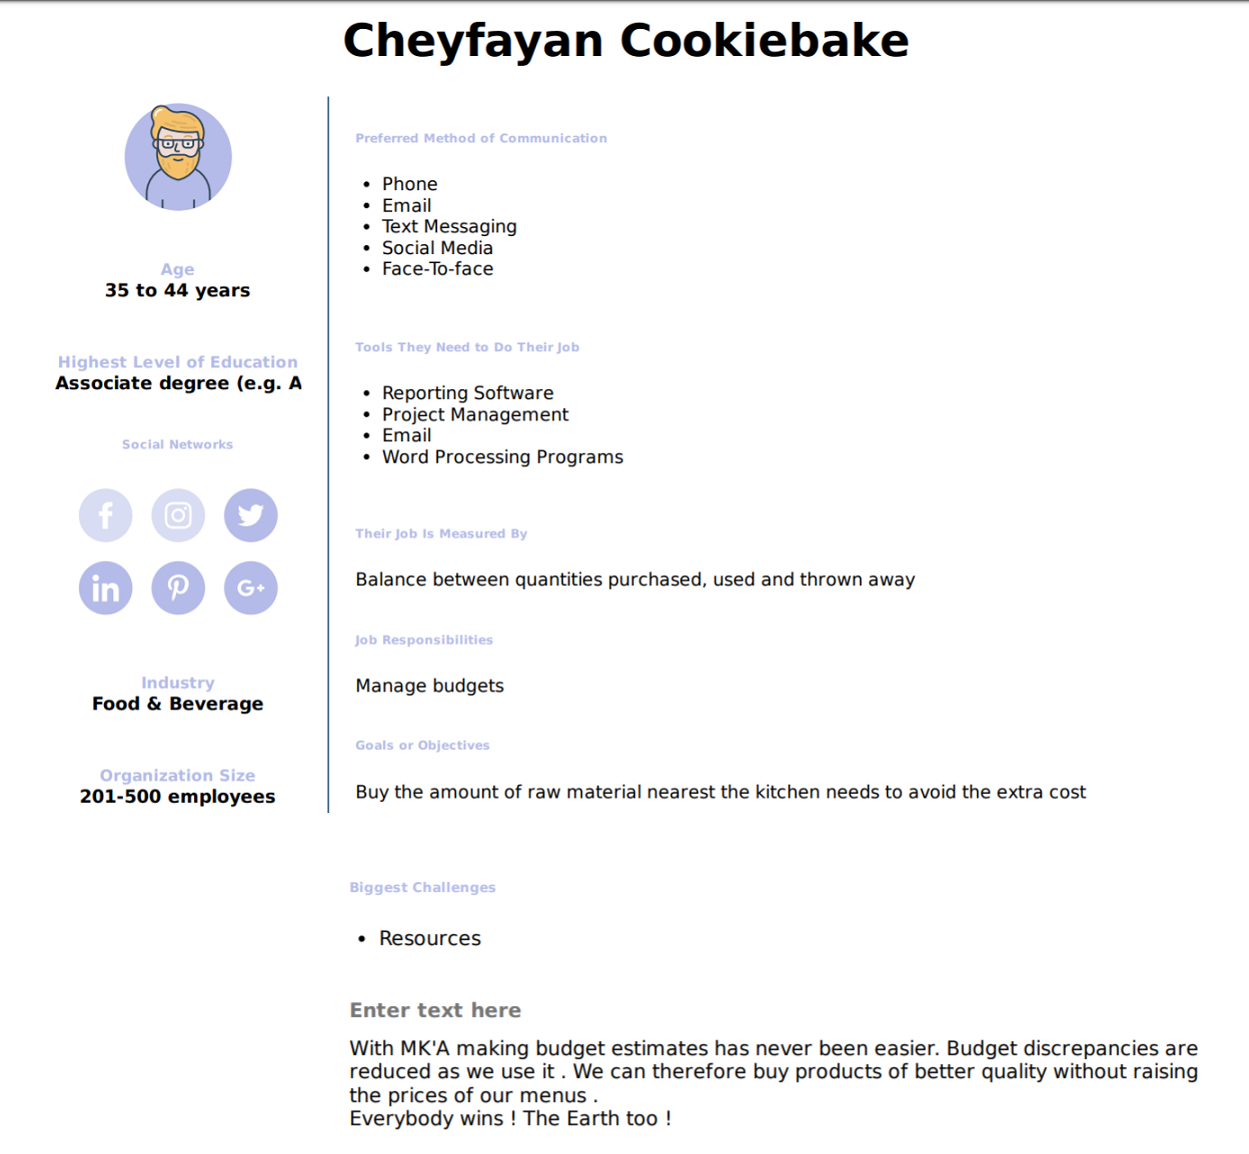 Cheyfayan Cookiebake
Age
35 to 44 years
Highest Level of Education
Associate degree (e.g. A
Social Networks
f
in
G+
Industry
Food & Beverage
Organization Size
201-500 employees
Preferred Method of Communication
• Phone
• Email
• Text Messaging
• Social Media
• Face-To-face
Tools They Need to Do Their Job
• Reporting Software
• Project Management
• Email
• Word Processing Programs
Their Job Is Measured By
Balance between quantities purchased, used and thrown away
Job Responsibilities
Manage budgets
Goals or Objectives
Buy the amount of raw material nearest the kitchen needs to avoid the extra cost
Biggest Challenges
• Resources
Enter text here
With MK'A making budget estimates has never been easier. Budget discrepancies are
reduced as we use it . We can therefore buy products of better quality without raising
the prices of our menus .
Everybody wins ! The Earth too !